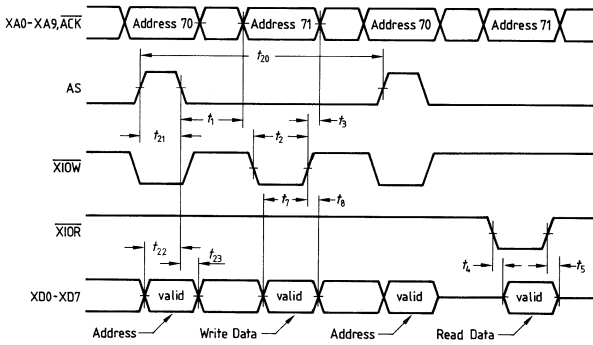 XA0-XA9,ACK Address 70 Address 71 Address 70 Address 71
t20
AS
t1 t3
t21 t2
XIOW
t7 t8
XIOR
t22 t23 t4 t5
XD0-XD7 valid valid valid valid
Address Write Data Address Read Data